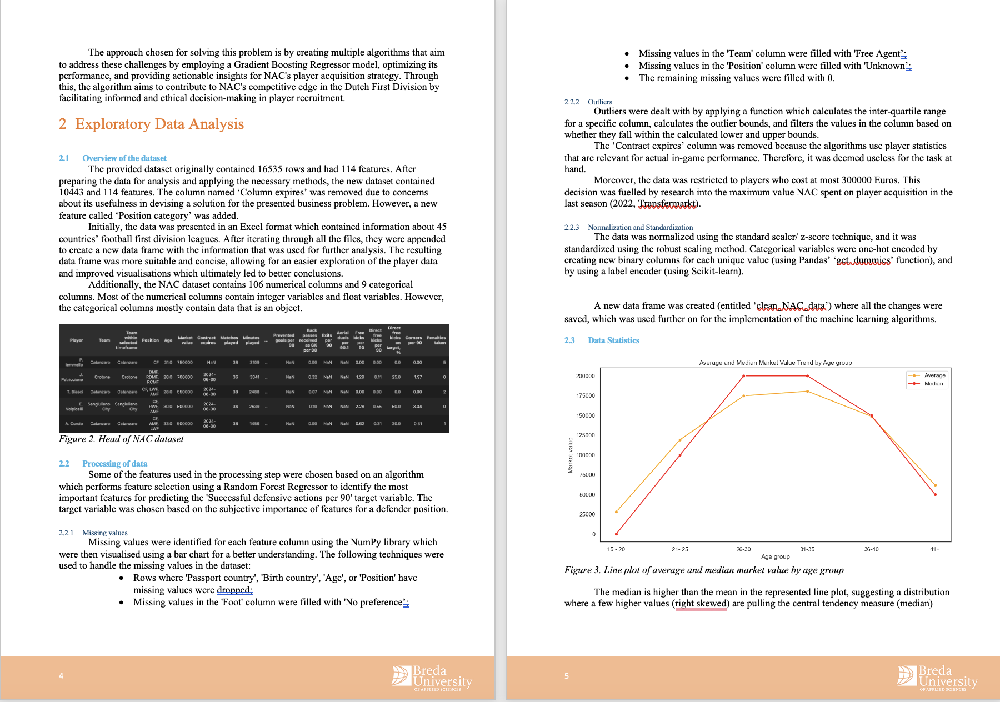 The approach chosen for solving this problem is by creating multiple algorithms that aim
to address these challenges by employing a Gradient Boosting Regressor model, optimizing its
performance, and providing actionable insights for NAC's player acquisition strategy. Through
this, the algorithm aims to contribute to NAC's competitive edge in the Dutch First Division by
facilitating informed and ethical decision-making in player recruitment.
2 Exploratory Data Analysis
2.1 Overview of the dataset
The provided dataset originally contained 16535 rows and had 114 features. After
preparing the data for analysis and applying the necessary methods, the new dataset contained
10443 and 114 features. The column named ‘Column expires’ was removed due to concerns
about its usefulness in devising a solution for the presented business problem. However, a new
feature called ‘Position category’ was added.
Initially, the data was presented in an Excel format which contained information about 45
countries’ football first division leagues. After iterating through all the files, they were appended
to create a new data frame with the information that was used for further analysis. The resulting
data frame was more suitable and concise, allowing for an easier exploration of the player data
and improved visualisations which ultimately led to better conclusions.
Additionally, the NAC dataset contains 106 numerical columns and 9 categorical
columns. Most of the numerical columns contain integer variables and float variables. However,
the categorical columns mostly contain data that is an object.
Player Team Team within selected timeframe Position Age Market value Contract expires Matches played Minutes played ... Prevented goals per 90 Back passes received as GK per 90 Exits per 90 Aerial duels per 90.1 Free kicks per 90 Direct free kicks per 90 Direct free kicks on target, % Corners per 90 Penalties taken
P. Iemmello Catanzaro Catanzaro CF 31.0 750000 NaN 38 3109 ... NaN 0.00 NaN NaN 0.00 0.00 0.0 0.00 5
J. Petriccione Crotone Crotone DMF, RDMF, RCMF 28.0 700000 2024-06-30 36 3341 ... NaN 0.32 NaN NaN 1.29 0.11 25.0 1.97 0
T. Biasci Catanzaro Catanzaro CF, LWF, AMF 28.0 550000 2024-06-30 38 2488 ... NaN 0.07 NaN NaN 0.00 0.00 0.0 0.00 2
E. Volpicelli Sangiuliano City Sangiuliano City CF, RWF, AMF 30.0 500000 2024-06-30 34 2639 ... NaN 0.10 NaN NaN 2.28 0.55 50.0 3.04 0
A. Curcio Catanzaro Catanzaro CF, AMF, LWF 33.0 500000 2024-06-30 38 1456 ... NaN 0.00 NaN NaN 0.62 0.31 20.0 0.31 1
Figure 2. Head of NAC dataset
2.2 Processing of data
Some of the features used in the processing step were chosen based on an algorithm
which performs feature selection using a Random Forest Regressor to identify the most
important features for predicting the 'Successful defensive actions per 90' target variable. The
target variable was chosen based on the subjective importance of features for a defender position.
2.2.1 Missing values
Missing values were identified for each feature column using the NumPy library which
were then visualised using a bar chart for a better understanding. The following techniques were
used to handle the missing values in the dataset:
• Rows where 'Passport country', 'Birth country', 'Age', or 'Position' have
missing values were dropped;
• Missing values in the 'Foot' column were filled with 'No preference’;
4
Breda
University
OF APPLIED SCIENCES
• Missing values in the 'Team' column were filled with 'Free Agent’;
• Missing values in the 'Position' column were filled with 'Unknown’;
• The remaining missing values were filled with 0.
2.2.2 Outliers
Outliers were dealt with by applying a function which calculates the inter-quartile range
for a specific column, calculates the outlier bounds, and filters the values in the column based on
whether they fall within the calculated lower and upper bounds.
The ‘Contract expires’ column was removed because the algorithms use player statistics
that are relevant for actual in-game performance. Therefore, it was deemed useless for the task at
hand.
Moreover, the data was restricted to players who cost at most 300000 Euros. This
decision was fuelled by research into the maximum value NAC spent on player acquisition in the
last season (2022, Transfermarkt).
2.2.3 Normalization and Standardization
The data was normalized using the standard scaler/ z-score technique, and it was
standardized using the robust scaling method. Categorical variables were one-hot encoded by
creating new binary columns for each unique value (using Pandas’ ‘get_dummies’ function), and
by using a label encoder (using Scikit-learn).
A new data frame was created (entitled ‘clean_NAC_data’) where all the changes were
saved, which was used further on for the implementation of the machine learning algorithms.
2.3 Data Statistics
Average and Median Market Value Trend by Age group
Average
Median
Market value
200000
175000
150000
125000
100000
75000
50000
25000
0
15 - 20 21- 25 26-30 31-35 36-40 41+
Age group
Figure 3. Line plot of average and median market value by age group
The median is higher than the mean in the represented line plot, suggesting a distribution
where a few higher values (right skewed) are pulling the central tendency measure (median)
5
Breda
University
OF APPLIED SCIENCES